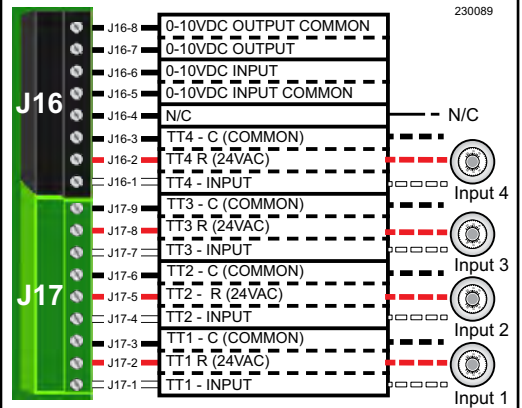 230089
J16-8 0-10VDC OUTPUT COMMON
J16-7 0-10VDC OUTPUT
J16-6 0-10VDC INPUT
J16-5 0-10VDC INPUT COMMON
J16
J16-4 N/C N/C
J16-3 TT4 - C (COMMON)
J16-2 TT4 R (24VAC)
J16-1 TT4 - INPUT
Input 4
J17-9 TT3 - C (COMMON)
J17-8 TT3 R (24VAC)
J17-7 TT3 - INPUT
Input 3
J17-6 TT2 - C (COMMON)
J17
J17-5 TT2 - R (24VAC)
J17-4 TT2 - INPUT
Input 2
J17-3 TT1 - C (COMMON)
J17-2 TT1 R (24VAC)
J17-1 TT1 - INPUT
Input 1